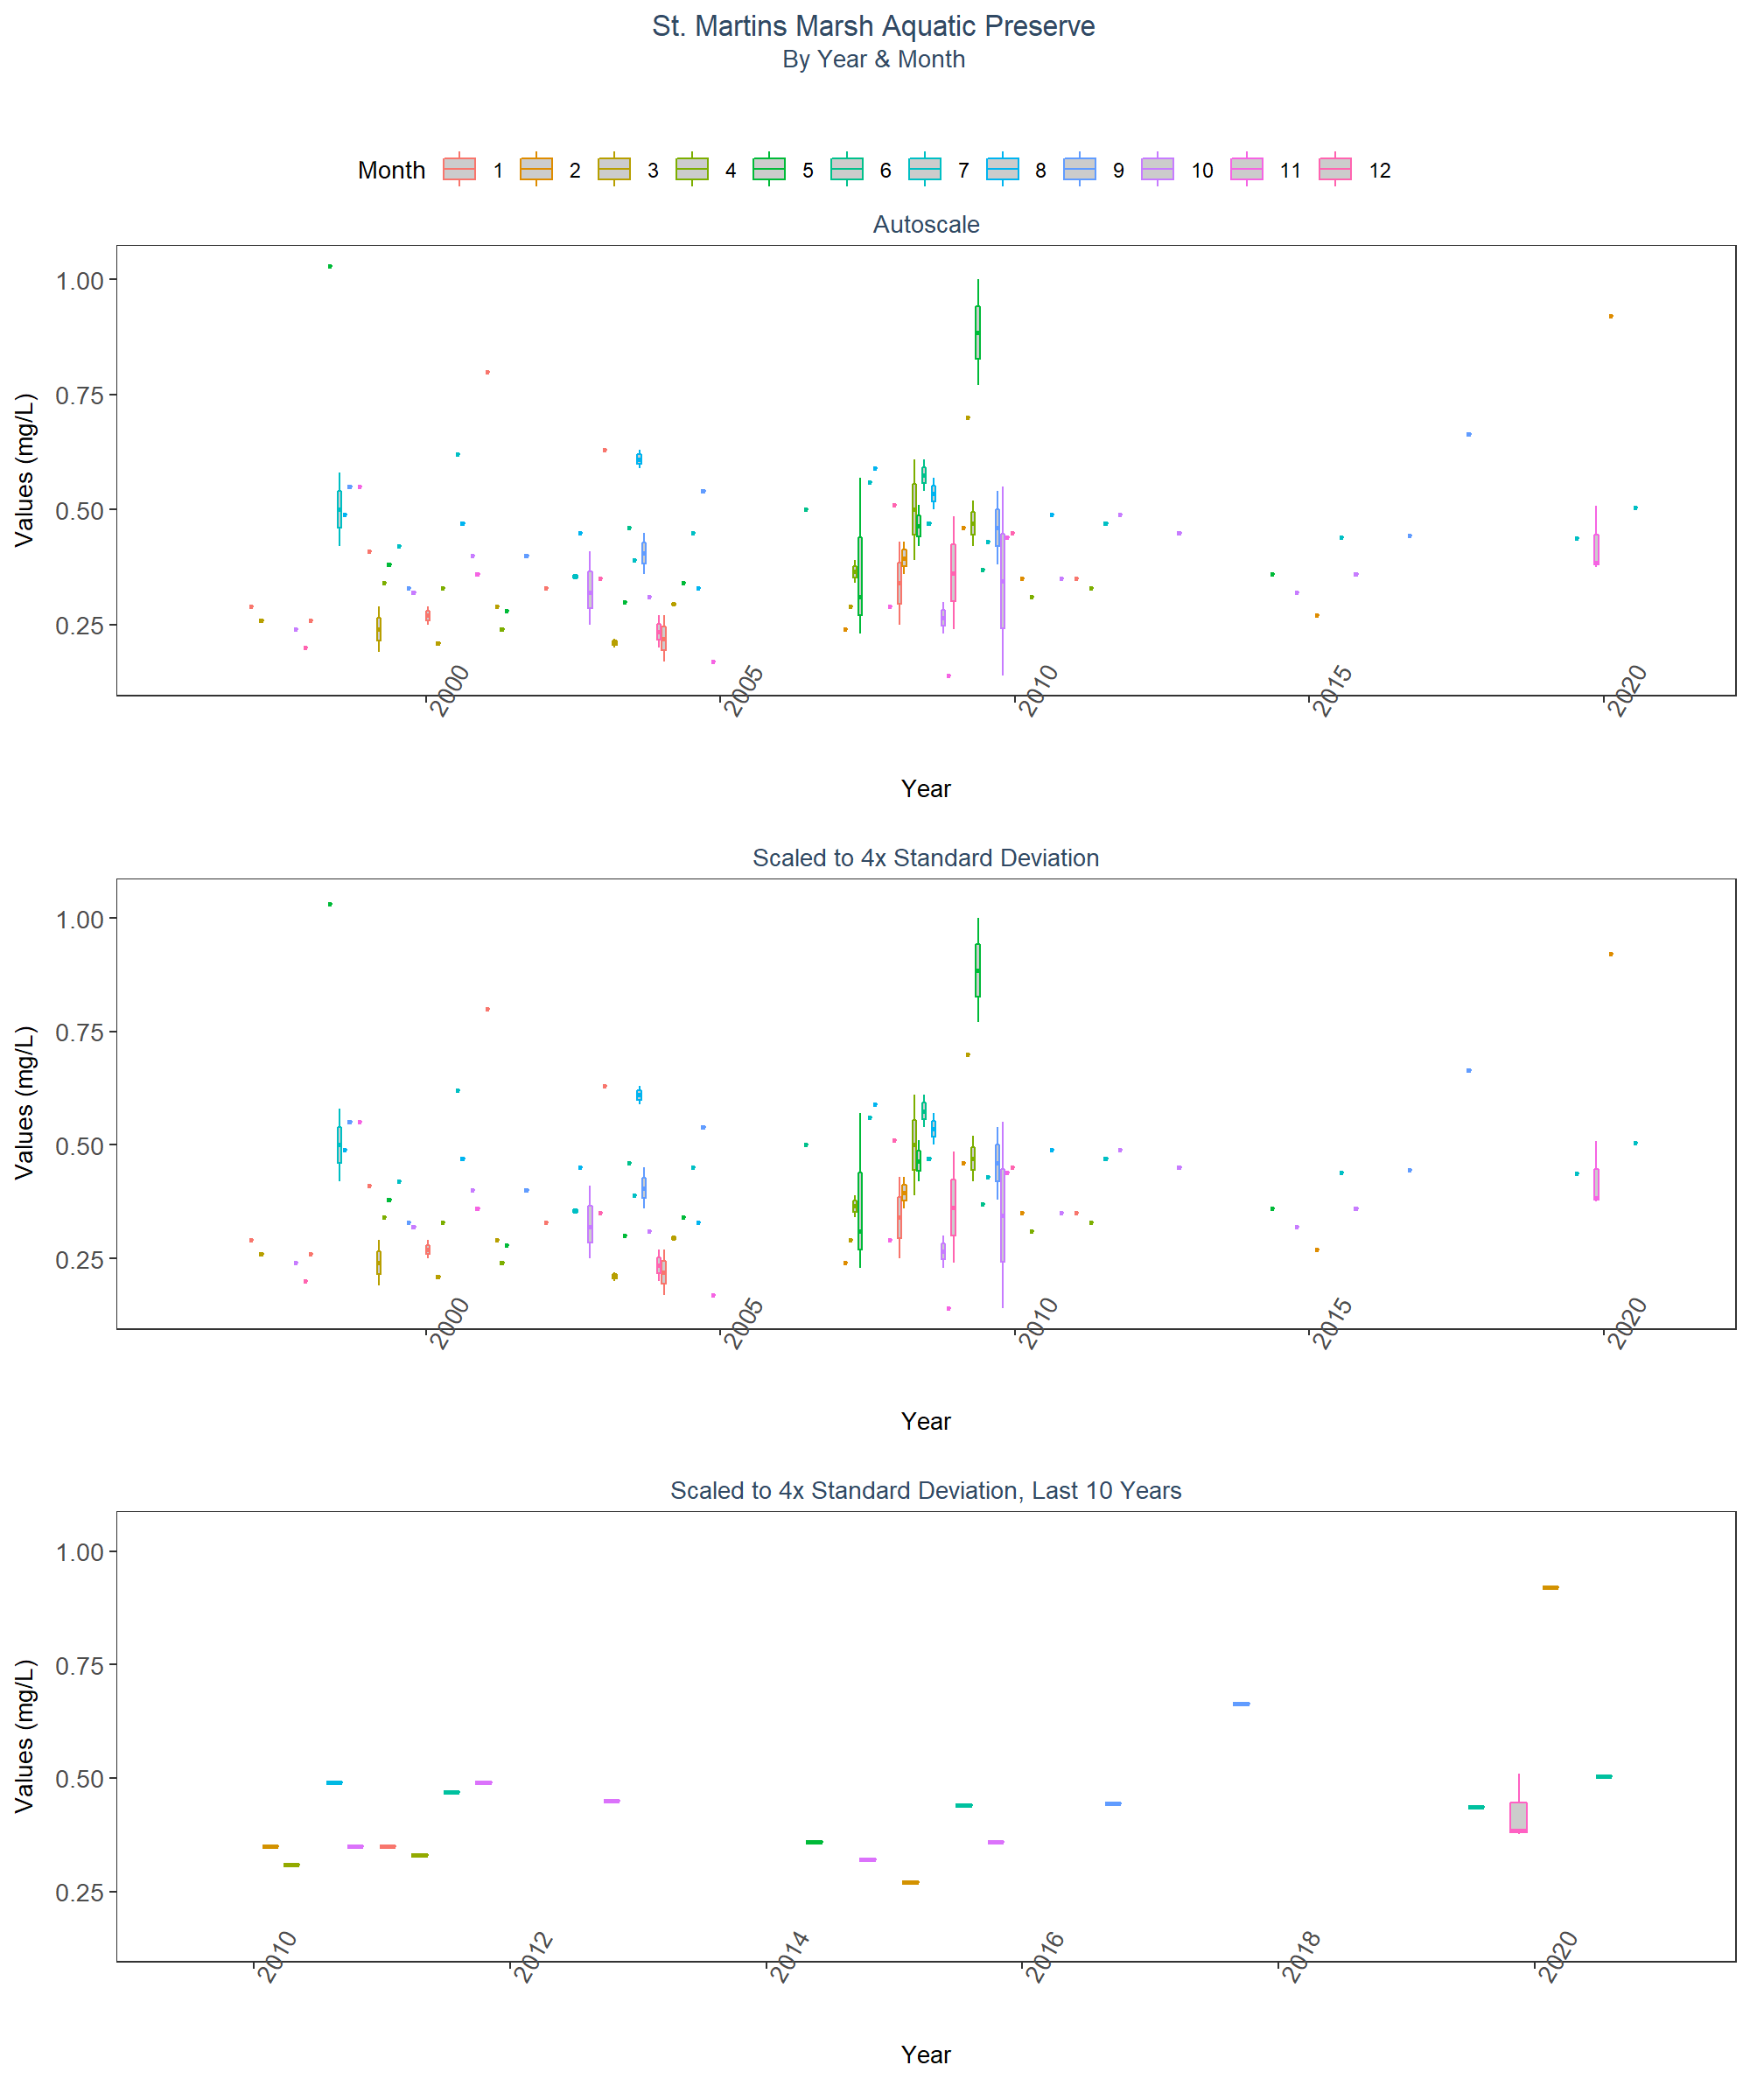 St. Martins Marsh Aquatic Preserve
By Year & Month
Month 1 2 3 4 5 6 7 8 9 10 11 12
Autoscale
Values (mg/L)
1.00
0.75
0.50
0.25
2000 2005 2010 2015 2020
Year
Scaled to 4x Standard Deviation
Values (mg/L)
1.00
0.75
0.50
0.25
2000 2005 2010 2015 2020
Year
Scaled to 4x Standard Deviation, Last 10 Years
Values (mg/L)
1.00
0.75
0.50
0.25
2010 2012 2014 2016 2018 2020
Year